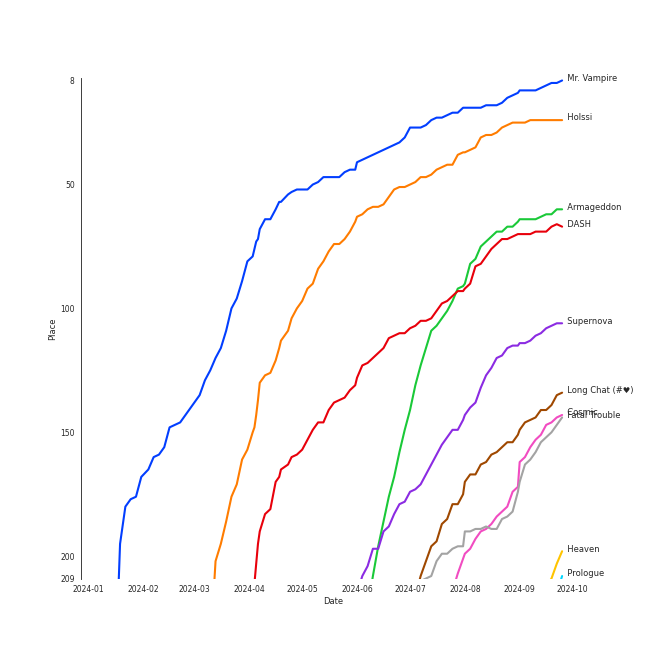 8
Mr. Vampire
Holssi
50
Armageddon
DASH
100
Supernova
Place
Long Chat (#♥)
Cosmic
Fatal Trouble
150
Heaven
200
Prologue
209
2024-01 2024-02 2024-03 2024-04 2024-05 2024-06 2024-07 2024-08 2024-09 2024-10
Date